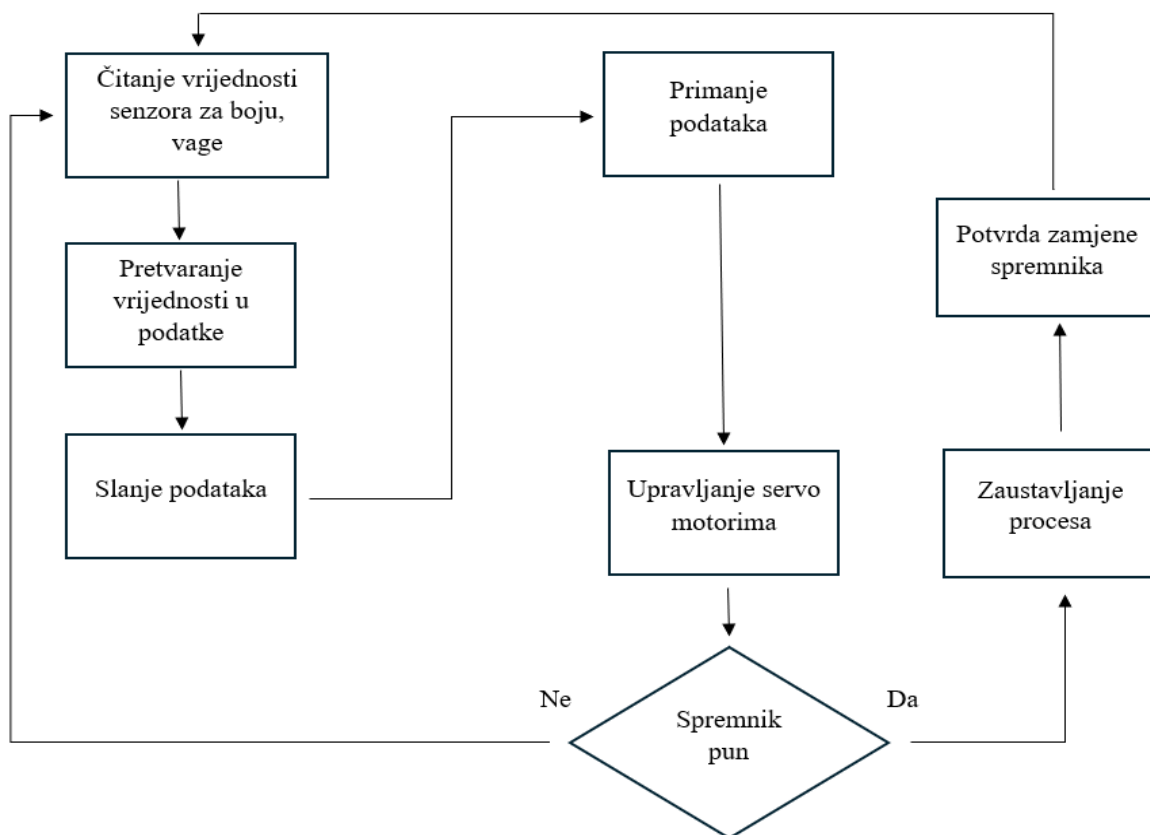 Čitanje vrijednosti
senzora za boju,
vage
Pretvaranje
vrijednosti u
podatke
Slanje podataka
Primanje
podataka
Upravljanje servo
motorima
Spremnik
pun
Ne
Da
Zaustavljanje
procesa
Potvrda zamjene
spremnika